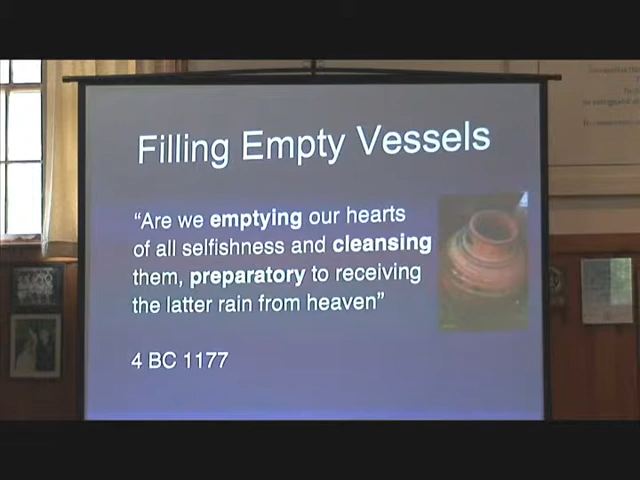 Filling Empty Vessels
“Are we emptying our hearts
of all selfishness and cleansing
them, preparatory to receiving
the latter rain from heaven”
4 BC 1177